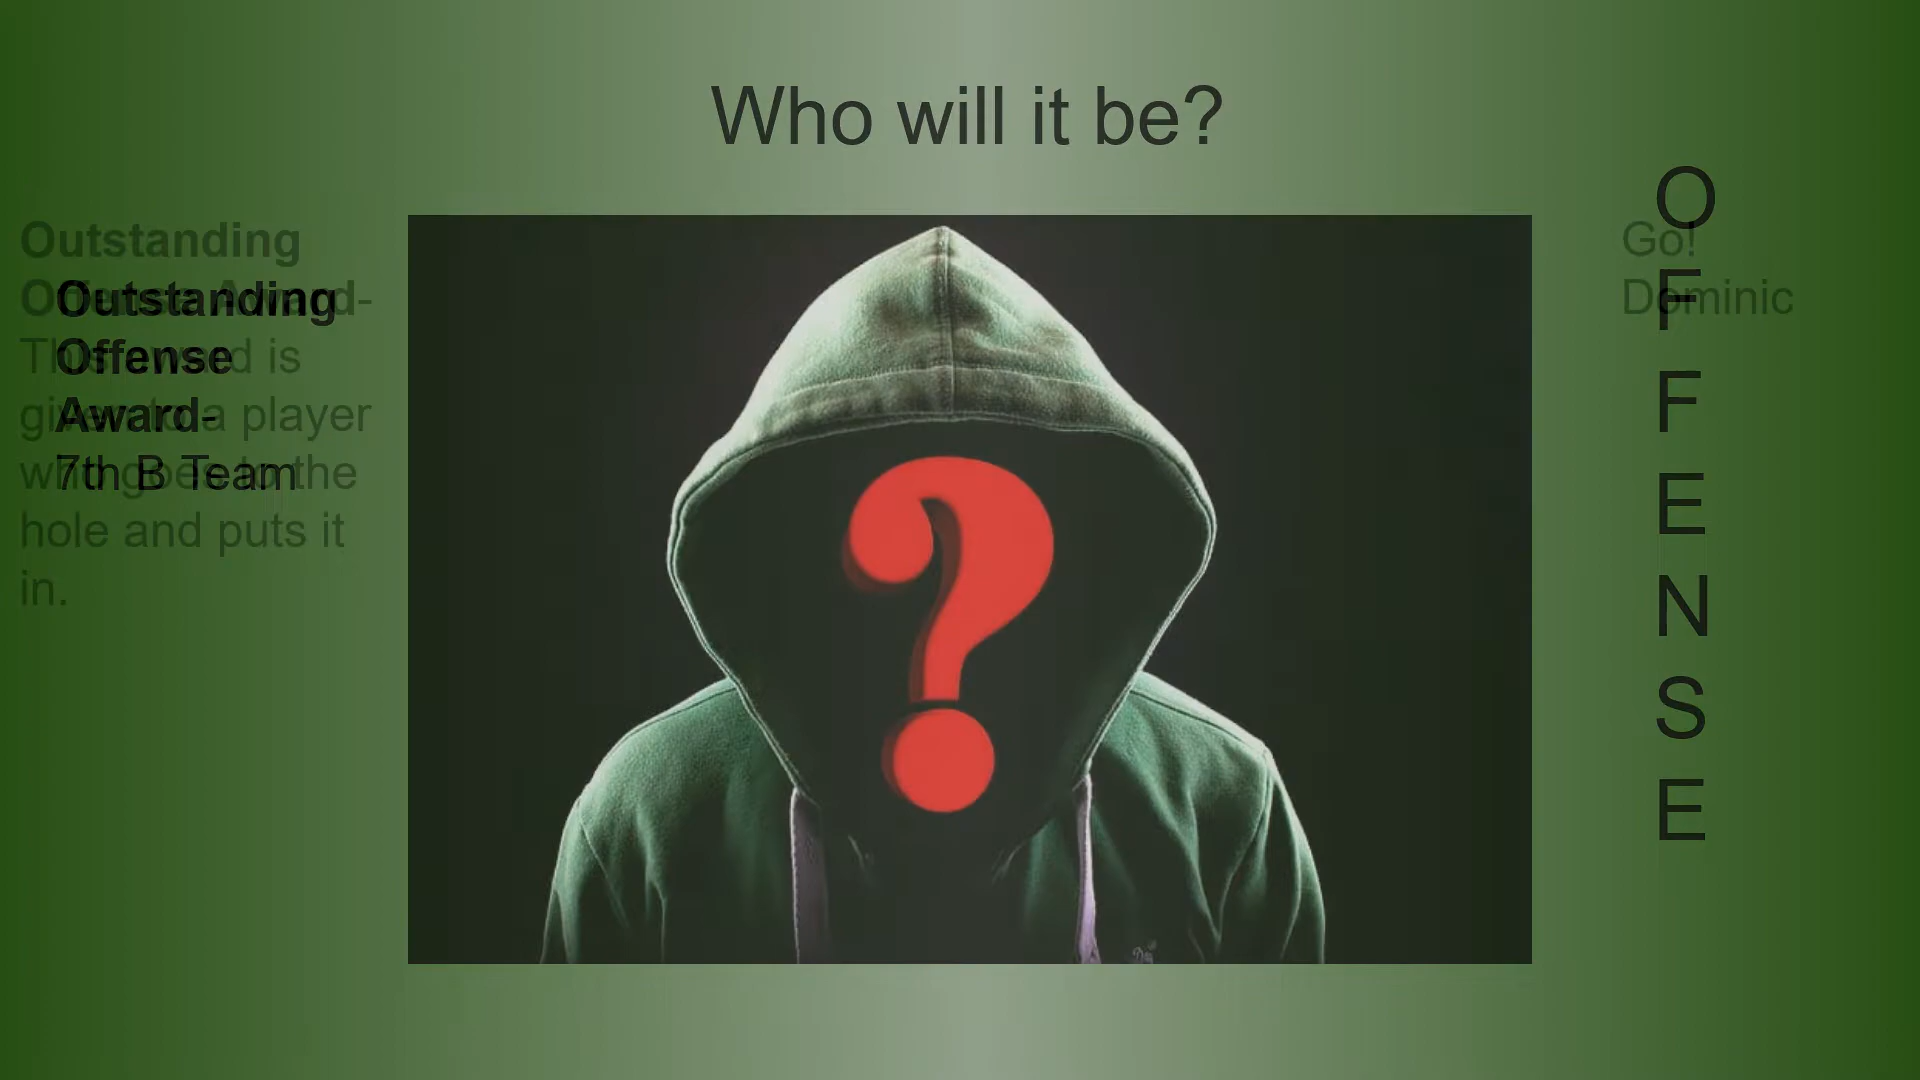 Who will it be?
Outstanding
Offense Award-
This award is
given to a player
who goes to the
hole and puts it
in.
Outstanding
Offense
Award-
7th B Team
?
Go!
Dominic
O
F
F
E
N
S
E